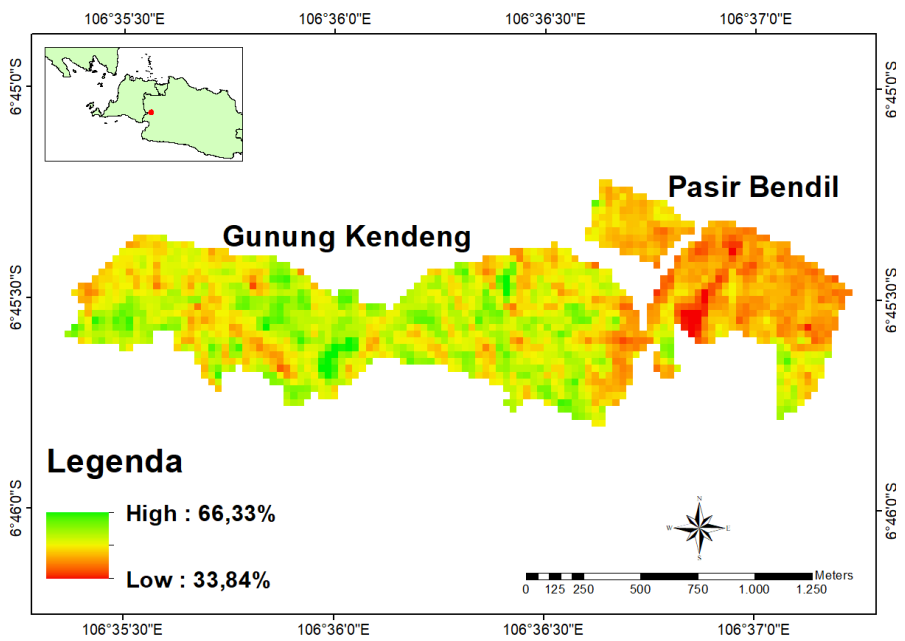 106°35'30"E 106°36'0"E 106°36'30"E 106°37'0"E
6°45'0"S 6°45'0"S
Pasir Bendil
Gunung Kendeng
6°45'30"S 6°45'30"S
Legenda
High : 66,33%
Low : 33,84%
6°46'0"S 6°46'0"S
N
W E
S
Meters
0 125 250 500 750 1.000 1.250
106°35'30"E 106°36'0"E 106°36'30"E 106°37'0"E